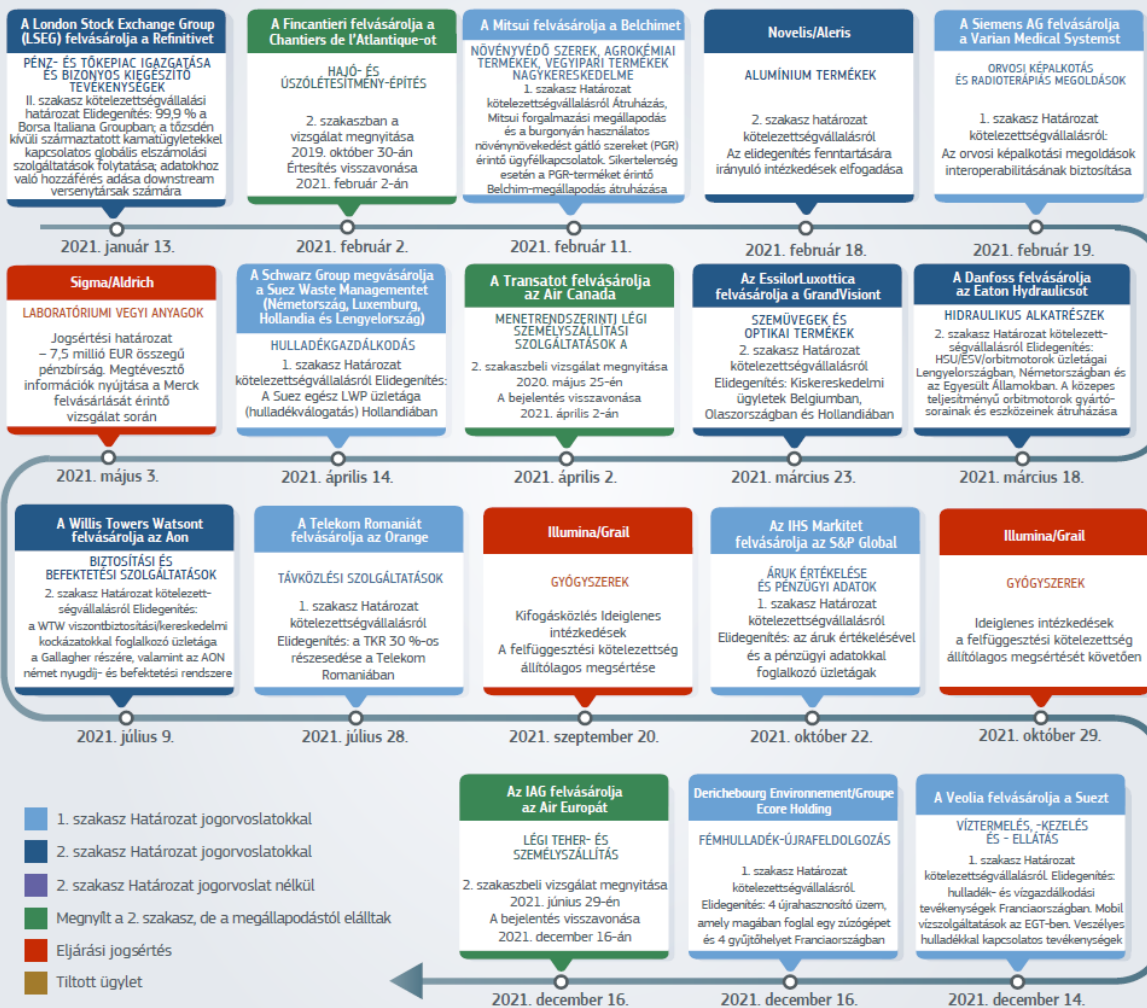 A London Stock Exchange Group
(LSEG) felvásárolja a Refinitivet
PÉNZ- ÉS TŐKEPIAC IGAZGATÁSA
ÉS BIZONYOS KIEGÉSZÍTŐ
TEVÉKENYSÉGEK
II. szakasz kötelezettségvállalási
határozat Elidegenítés: 99,9 % a
Borsa Italiana Groupban; a tőzsdén
kívüli származtatott kamatügyletekkel
kapcsolatos globális elszámolási
szolgáltatások folytatása; adatokhoz
való hozzáférés adása downstream
versenytársak számára
2021. január 13.
A Fincantieri felvásárolja a
Chantiers de l'Atlantique-ot
HAJÓ- ÉS
ÚSZÓLÉTESÍTMÉNY-ÉPÍTÉS
2. szakaszban a
vizsgálat megnyitása
2019. október 30-án
Értesítés visszavonása
2021. február 2-án
2021. február 2.
A Mitsui felvásárolja a Belchimet
NÖVÉNYVÉDŐ SZEREK, AGROKÉMIAI
TERMÉKEK, VEGYIPARI TERMÉKEK
NAGYKERESKEDELME
1. szakasz Határozat
kötelezettségvállalásról Átruházás,
Mitsui forgalmazási megállapodás
és a burgonyán használatos
növénynövekedést gátló szereket (PGR)
érintő ügyfélkapcsolatok. Sikertelenség
esetén a PGR-terméket érintő
Belchim-megállapodás átruházása
2021. február 11.
Novelis/Aleris
ALUMÍNIUM TERMÉKEK
2. szakasz határozat
kötelezettségvállalásról
Az elidegenítés fenntartására
irányuló intézkedések elfogadása
2021. február 18.
A Siemens AG felvásárolja
a Varian Medical Systemst
ORVOSI KÉPALKOTÁS
ÉS RADIOTERÁPIÁS MEGOLDÁSOK
1. szakasz Határozat
kötelezettségvállalásról:
Az orvosi képalkotási megoldások
interoperabilitásának biztosítása
2021. február 19.
Sigma/Aldrich
LABORATÓRIUMI VEGYI ANYAGOK
Jogsértési határozat
– 7,5 millió EUR összegű
pénzbírság. Megtévesztő
információk nyújtása a Merck
felvásárlását érintő
vizsgálat során
2021. május 3.
A Schwarz Group megvásárolja
a Suez Waste Managementet
(Németország, Luxemburg,
Hollandia és Lengyelország)
HULLADÉKGAZDÁLKODÁS
1. szakasz Határozat
kötelezettségvállalásról Elidegenítés:
A Suez egész LWP üzletága
(hulladékválogatás) Hollandiában
2021. április 14.
A Transatot felvásárolja
az Air Canada
MENETRENDSZERINTI LÉGI
SZEMÉLYSZÁLLÍTÁSI
SZOLGÁLTATÁSOK A
2. szakaszbeli vizsgálat megnyitása
2020. május 25-én
A bejelentés visszavonása
2021. április 2-án
2021. április 2.
Az EssilorLuxottica
felvásárolja a GrandVisiont
SZEMÜVEGEK ÉS
OPTIKAI TERMÉKEK
2. szakasz Határozat
kötelezettségvállalásról
Elidegenítés: Kiskereskedelmi
ügyletek Belgiumban,
Olaszországban és Hollandiában
2021. március 23.
A Danfoss felvásárolja
az Eaton Hydraulicsot
HIDRAULIKUS ALKATRÉSZEK
2. szakasz Határozat kötelezett-
ségvállalásról Elidegenítés:
HSU/ESV/orbitmotorok üzletágai
Lengyelországban, Németországban és
az Egyesült Államokban. A közepes
teljesítményű orbitmotorok gyártó-
sorainak és eszközeinek átruházása
2021. március 18.
A Willis Towers Watsont
felvásárolja az Aon
BIZTOSÍTÁSI ÉS
BEFEKTETÉSI SZOLGÁLTATÁSOK
2. szakasz Határozat kötelezett-
ségvállalásról Elidegenítés:
a WTW viszontbiztosítási/kereskedelmi
kockázatokkal foglalkozó üzletága
a Gallagher részére, valamint az AON
német nyugdíj- és befektetési rendszere
2021. július 9.
A Telekom Romaniát
felvásárolja az Orange
TÁVKÖZLÉSI SZOLGÁLTATÁSOK
1. szakasz Határozat
kötelezettségvállalásról
Elidegenítés: a TKR 30 %-os
részesedése a Telekom
Romaniában
2021. július 28.
Illumina/Grail
GYÓGYSZEREK
Kifogásközlés Ideiglenes
intézkedések
A felfüggesztési kötelezettség
állítólagos megsértése
2021. szeptember 20.
Az IHS Markitet
felvásárolja az S&P Global
ÁRUK ÉRTÉKELÉSE
ÉS PÉNZÜGYI ADATOK
1. szakasz Határozat
kötelezettségvállalásról
Elidegenítés: az áruk értékelésével
és a pénzügyi adatokkal
foglalkozó üzletágak
2021. október 22.
Illumina/Grail
GYÓGYSZEREK
Ideiglenes intézkedések
a felfüggesztési kötelezettség
állítólagos megsértését követően
2021. október 29.
1. szakasz Határozat jogorvoslatokkal
2. szakasz Határozat jogorvoslatokkal
2. szakasz Határozat jogorvoslat nélkül
Megnyílt a 2. szakasz, de a megállapodástól elálltak
Eljárási jogsértés
Tiltott ügylet
Az IAG felvásárolja
az Air Európát
LÉGI TEHER- ÉS
SZEMÉLYSZÁLLÍTÁS
2. szakaszbeli vizsgálat megnyitása
2021. június 29-én
A bejelentés visszavonása
2021. december 16-án
2021. december 16.
Derichebourg Environnement/Groupe
Ecore Holding
FÉMHULLADÉK-ÚJRAFELDOLGOZÁS
1. szakasz Határozat
kötelezettségvállalásról.
Elidegenítés: 4 újrahasznosító üzem,
amely magában foglal egy zúzógépet
és 4 gyűjtőhelyet Franciaországban
2021. december 16.
A Veolia felvásárolja a Suezt
VÍZTERMELÉS, -KEZELÉS
ÉS - ELLÁTÁS
1. szakasz Határozat
kötelezettségvállalásról. Elidegenítés:
hulladék- és vízgazdálkodási
tevékenységek Franciaországban. Mobil
vízszolgáltatások az EGT-ben. Veszélyes
hulladékkal kapcsolatos tevékenységek
2021. december 14.